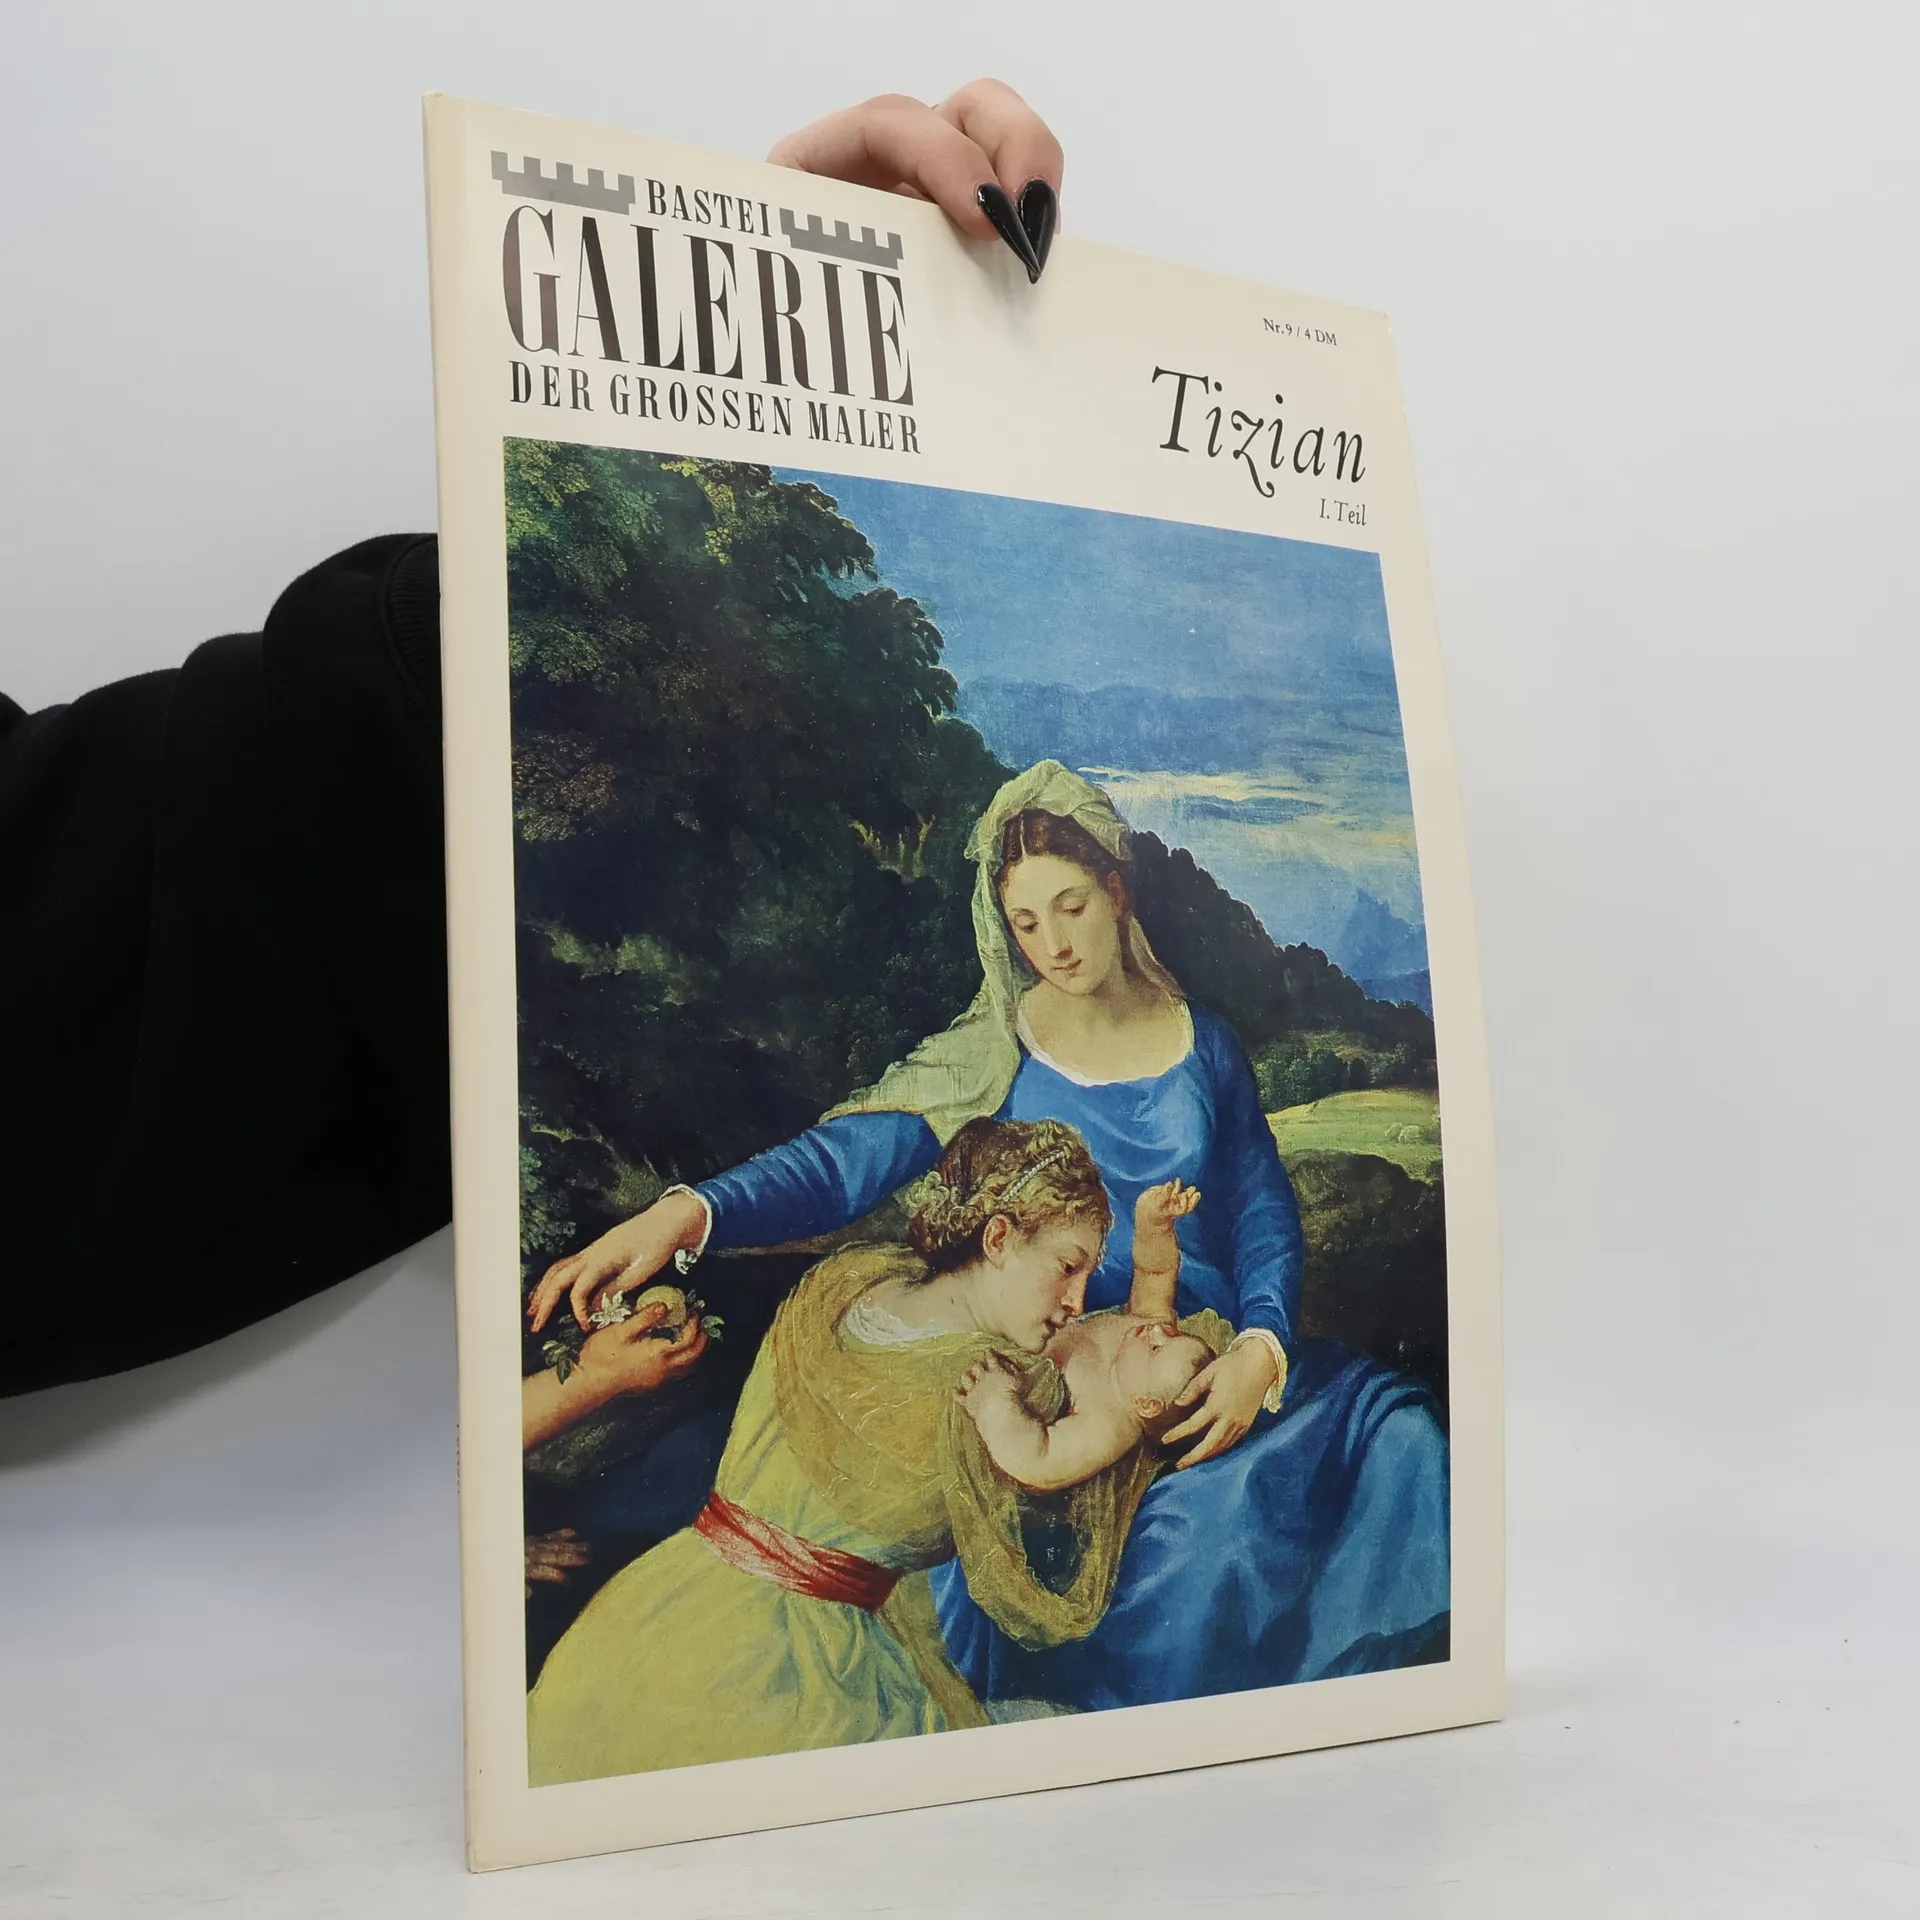 BASTEI
GALERIE
DER GROSSEN MALER
Nr. 9 / 4 DM
Tizian
I. Teil